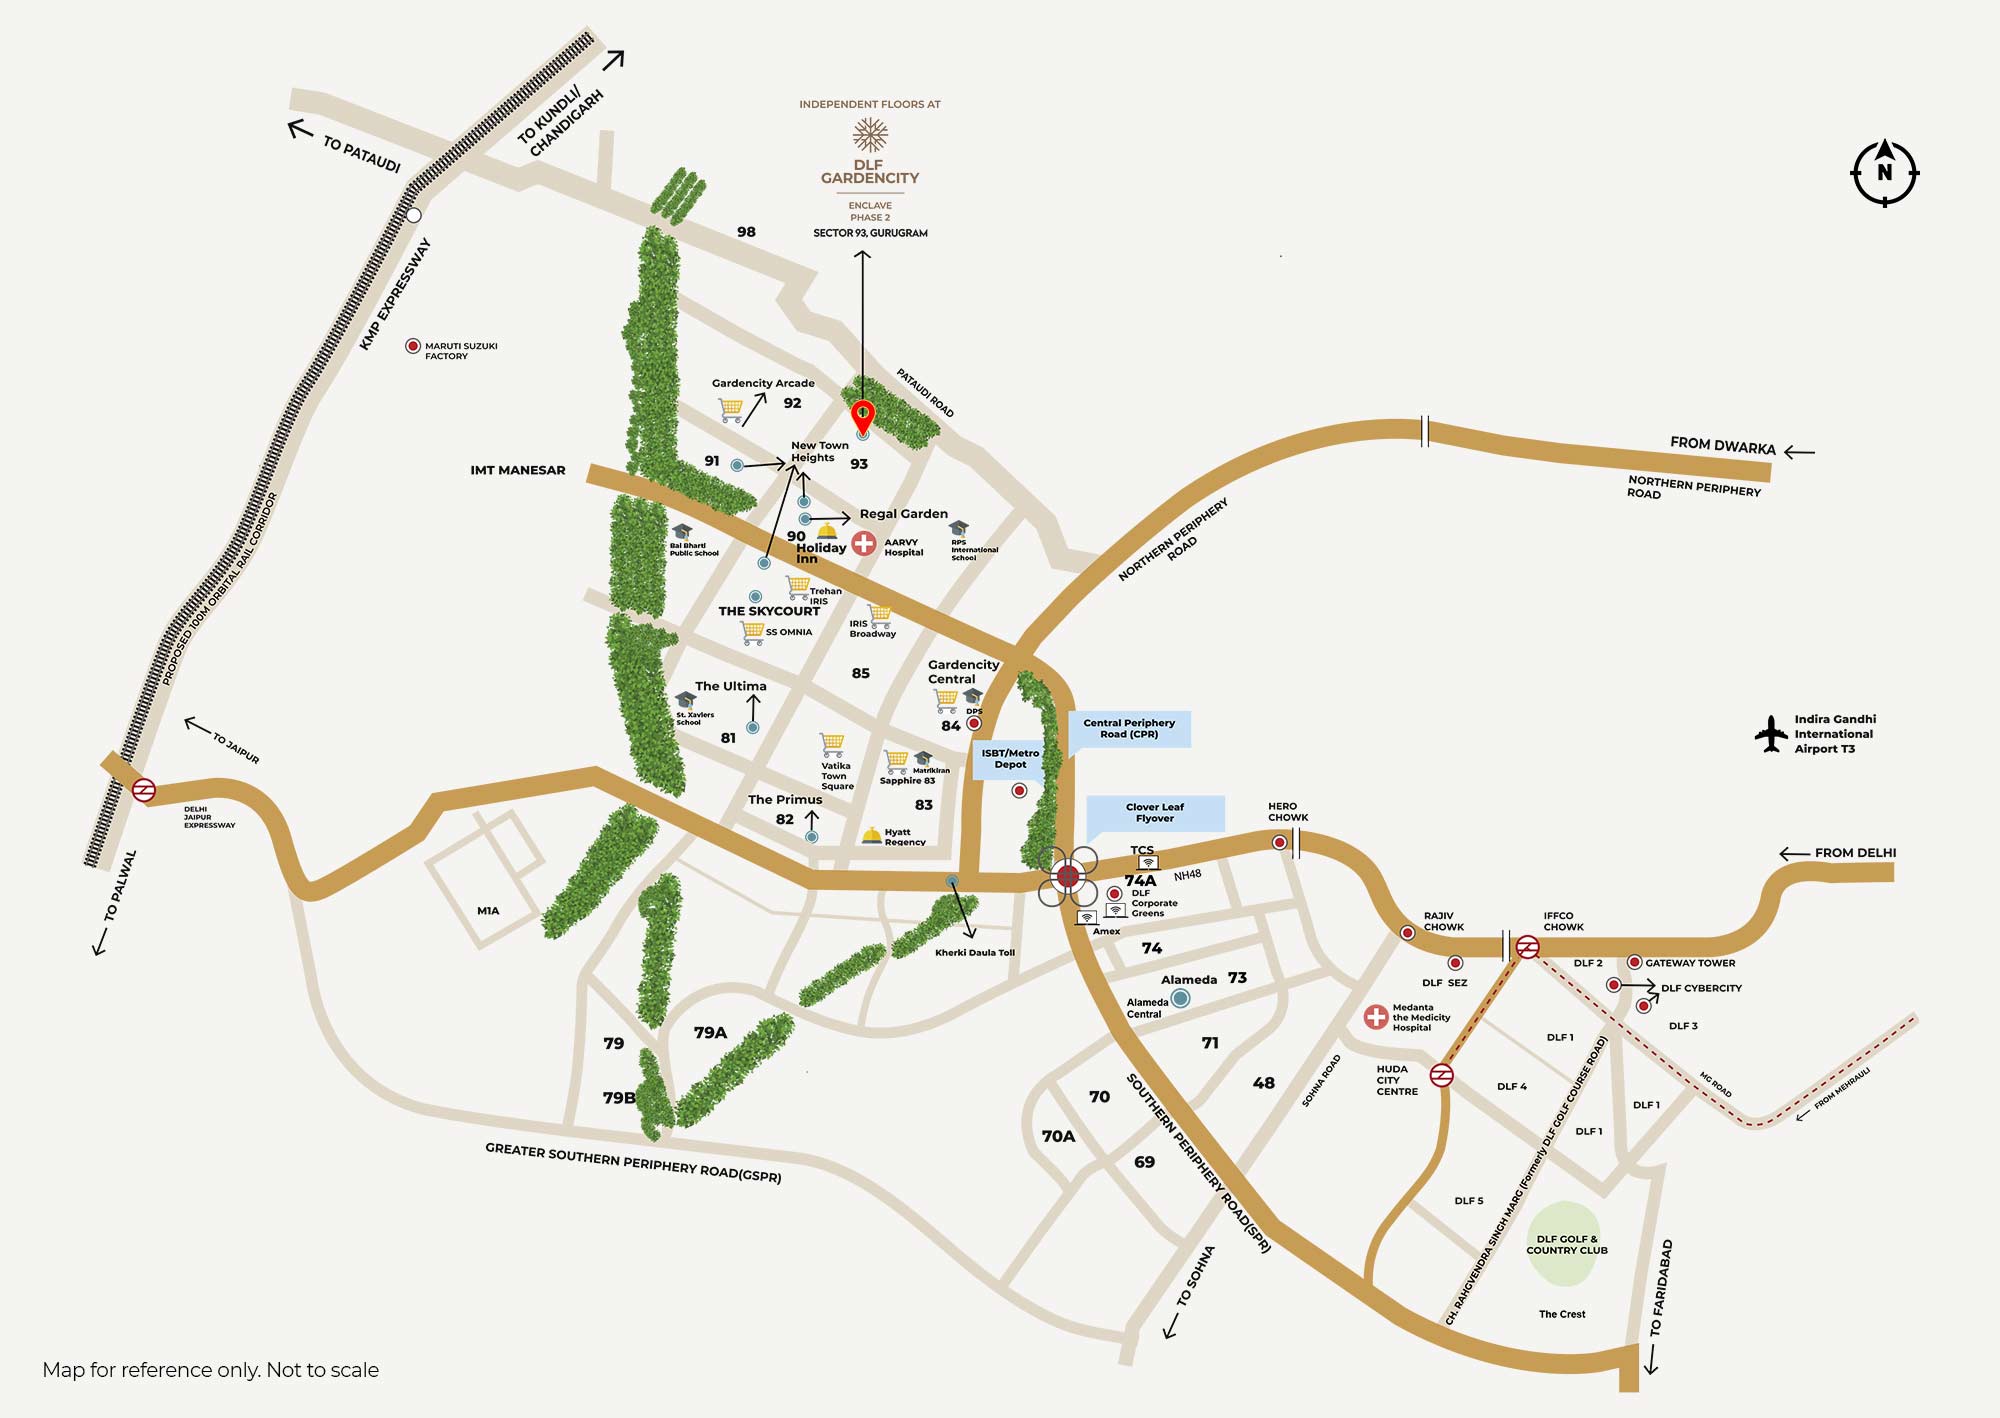 TO KUNDLI/
CHANDIGARH
TO PATAUDI
INDEPENDENT FLOORS AT
DLF
GARDENCITY
ENCLAVE
PHASE 2
SECTOR 93, GURUGRAM
N
98
KMP EXPRESSWAY
MARUTI SUZUKI
FACTORY
PATAUDI ROAD
Gardencity Arcade
92
New Town
Heights
91
93
IMT MANESAR
FROM DWARKA
NORTHERN PERIPHERY
ROAD
NORTHERN PERIPHERY
ROAD
Regal Garden
90
Holiday
Inn
AARVY
Hospital
RPS
International
School
Bal Bharti
Public School
PROPOSED 100M ORBITAL RAIL CORRIDOR
Trehan
IRIS
THE SKYCOURT
SS OMNIA
IRIS
Broadway
85
Gardencity
Central
DPS
84
The Ultima
St. Xaviers
School
81
TO JAIPUR
Central Periphery
Road (CPR)
ISBT/Metro
Depot
Indira Gandhi
International
Airport T3
Vatika
Town
Square
Matrikiran
Sapphire 83
83
The Primus
82
Hyatt
Regency
Clover Leaf
Flyover
HERO
CHOWK
DELHI
JAIPUR
EXPRESSWAY
TO PALWAL
TCS
74A
NH48
DLF
Corporate
Greens
Amex
FROM DELHI
M1A
Kherki Daula Toll
RAJIV
CHOWK
IFFCO
CHOWK
74
73
Alameda
Alameda
Central
DLF SEZ
DLF 2
GATEWAY TOWER
DLF CYBERCITY
DLF 3
DLF 1
Medanta
the Medicity
Hospital
79
79A
79B
71
48
70
70A
69
SOHNA ROAD
HUDA
CITY
CENTRE
DLF 4
MG ROAD
FROM MEHRAULI
DLF 1
DLF 1
SOUTHERN PERIPHERY ROAD(SPR)
CH. RAHGVENDRA SINGH MARG (Formerly DLF GOLF COURSE ROAD)
GREATER SOUTHERN PERIPHERY ROAD(GSPR)
DLF 5
DLF GOLF &
COUNTRY CLUB
TO SOHNA
TO FARIDABAD
The Crest
Map for reference only. Not to scale